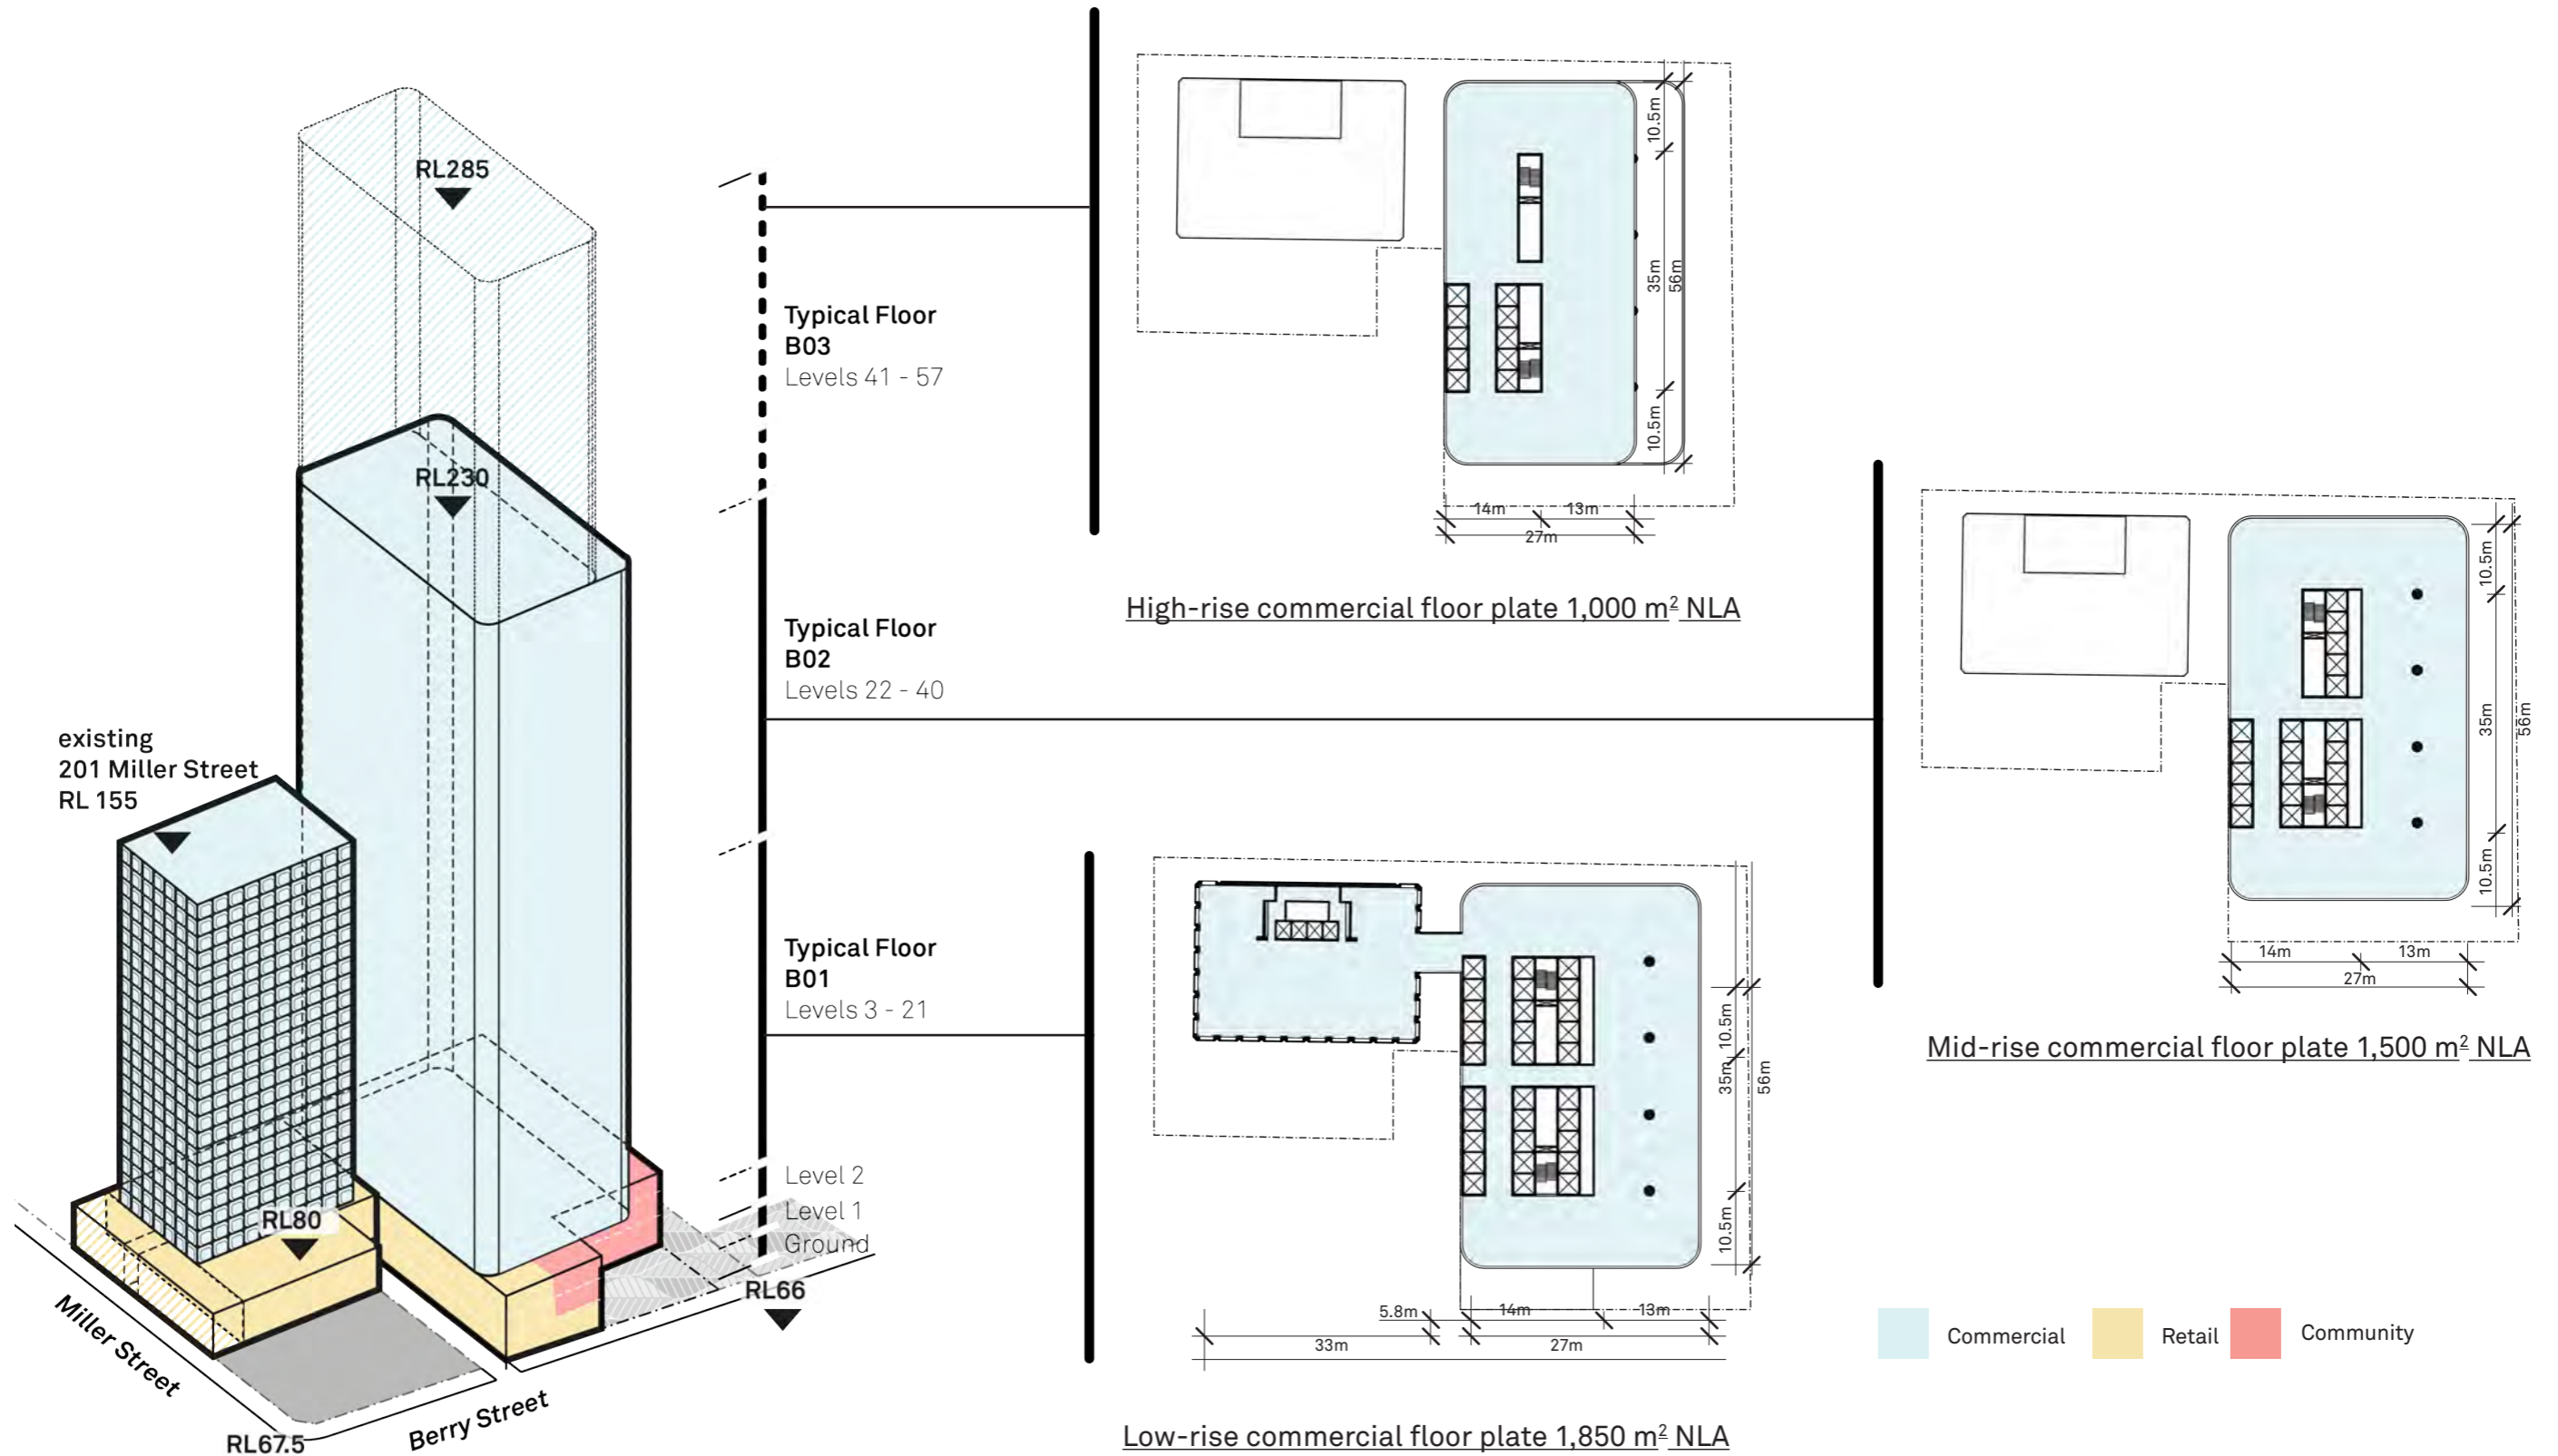 RL285
RL230
existing
201 Miller Street
RL 155
RL80
Miller Street
Berry Street
RL67.5
RL66
Typical Floor
B03
Levels 41 - 57
Typical Floor
B02
Levels 22 - 40
Typical Floor
B01
Levels 3 - 21
Level 2
Level 1
Ground
10.5m
35m
56m
10.5m
14m
13m
27m
High-rise commercial floor plate 1,000 m² NLA
10.5m
35m
56m
10.5m
14m
13m
27m
Mid-rise commercial floor plate 1,500 m² NLA
10.5m
35m
56m
10.5m
5.8m
14m
13m
33m
27m
Low-rise commercial floor plate 1,850 m² NLA
Commercial
Retail
Community